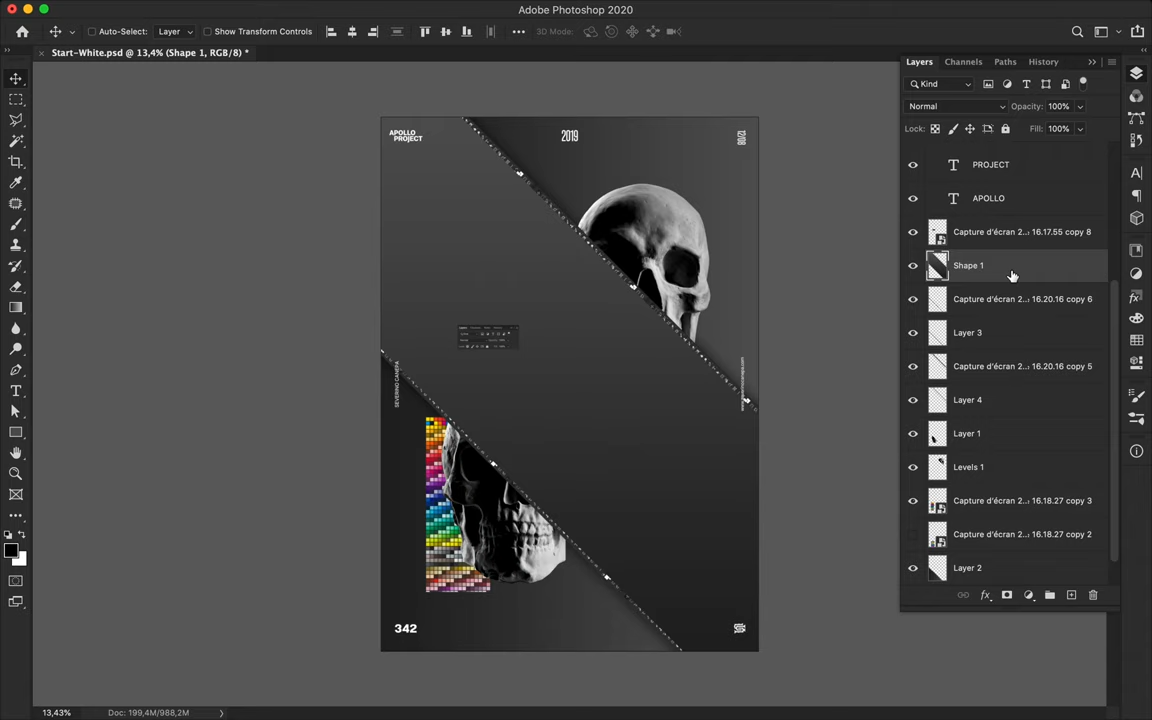 Adobe Photoshop 2020
Auto-Select:
Layer
Show Transform Controls
3D Mode:
Start-White.psd @ 13,4% (Shape 1, RGB/8) *
Layers
Channels
Paths
History
Kind
Normal
Opacity: 100%
Lock:
Fill: 100%
PROJECT
APOLLO
Capture d'écran 2...: 16.17.55 copy 8
Shape 1
Capture d'écran 2...: 16.20.16 copy 6
Layer 3
Capture d'écran 2...: 16.20.16 copy 5
Layer 4
Layer 1
Levels 1
Capture d'écran 2...: 16.18.27 copy 3
Capture d'écran 2...: 16.18.27 copy 2
Layer 2
APOLLO
PROJECT
2019
SEVERINO CANEPA
342
13,43%
Doc: 199,4M/988,2M